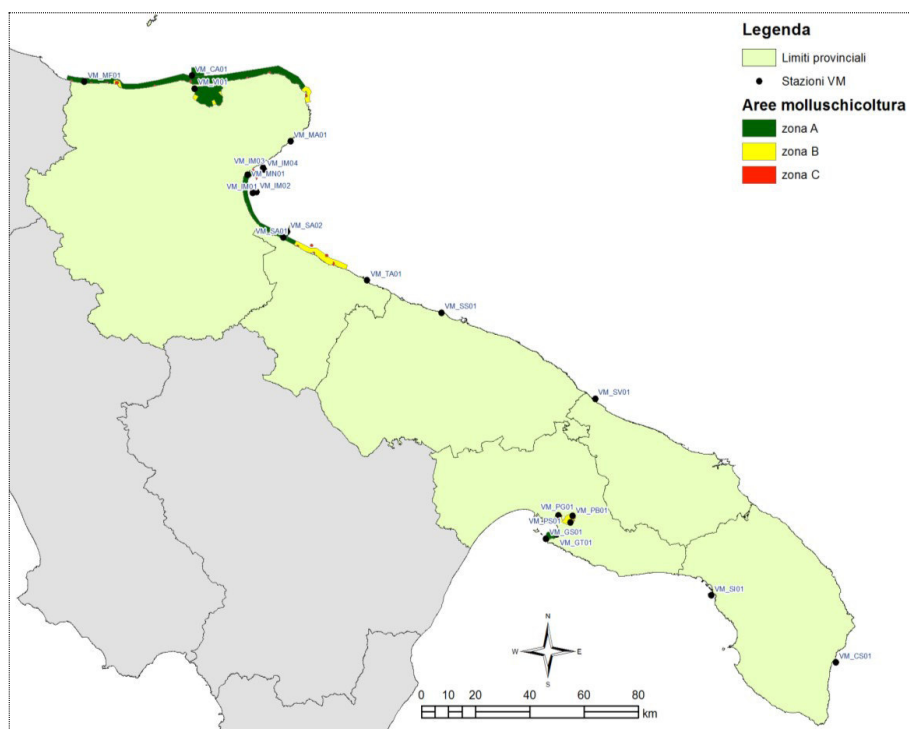 Legenda
Limiti provinciali
Stazioni VM
Aree molluschicoltura
zona A
zona B
zona C
VM_MF01
VM_CA01
VM_VI01
VM_MA01
VM_IM03
VM_IM04
VM_MN01
VM_IM01
VM_IM02
VM_SA02
VM_SA01
VM_TA01
VM_SS01
VM_SV01
VM_PG01
VM_PB01
VM_PS01
VM_GS01
VM_GT01
VM_SI01
VM_CS01
N
W
E
S
0 10 20 40 60 80
km